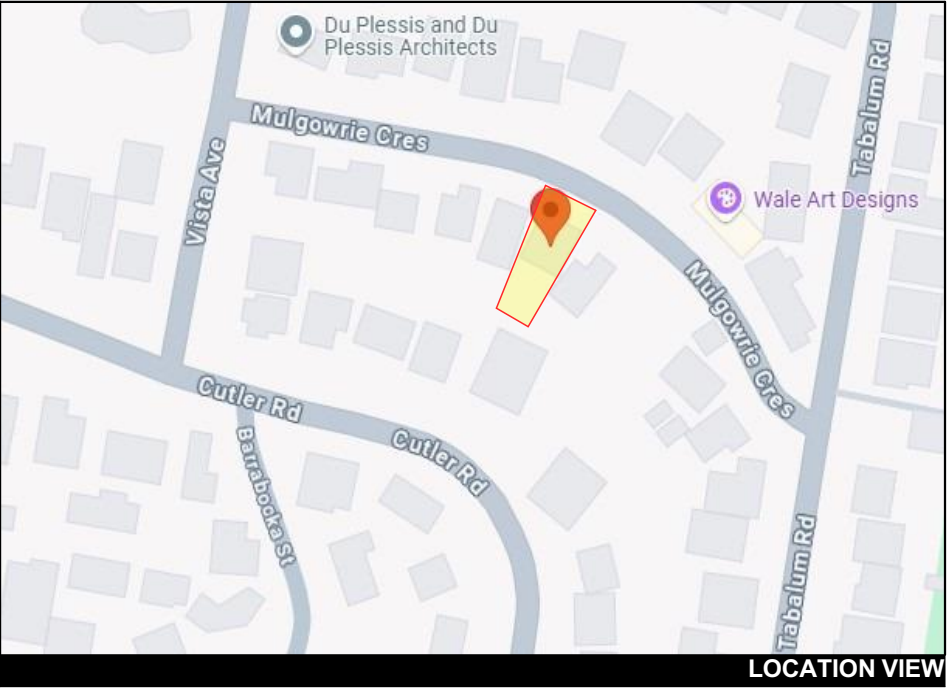 Du Plessis and Du
Plessis Architects
Mulgowrie Cres
Tabalum Rd
Vista Ave
Wale Art Designs
Mulgowrie Cres
Cutler Rd
Cutler Rd
Barrabooka St
Tabalum Rd
LOCATION VIEW